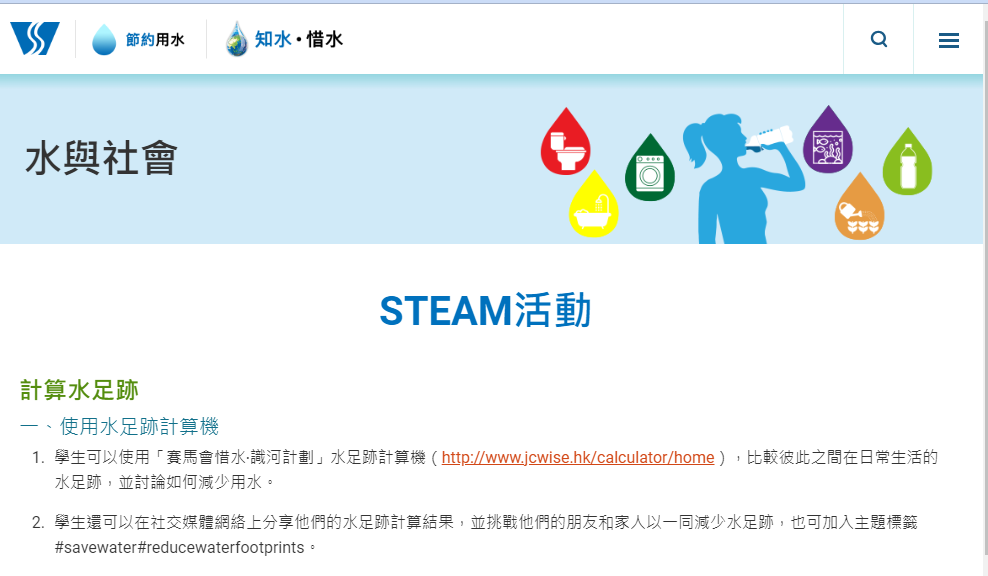 節約用水
知水・惜水
水與社會
STEAM活動
計算水足跡
一、使用水足跡計算機
1. 學生可以使用「賽馬會惜水·識河計劃」水足跡計算機（http://www.jcwise.hk/calculator/home），比較彼此之間在日常生活的
水足跡，並討論如何減少用水。
2. 學生還可以在社交媒體網絡上分享他們的水足跡計算結果，並挑戰他們的朋友和家人以一同減少水足跡，也可加入主題標籤
#savewater#reducewaterfootprints。